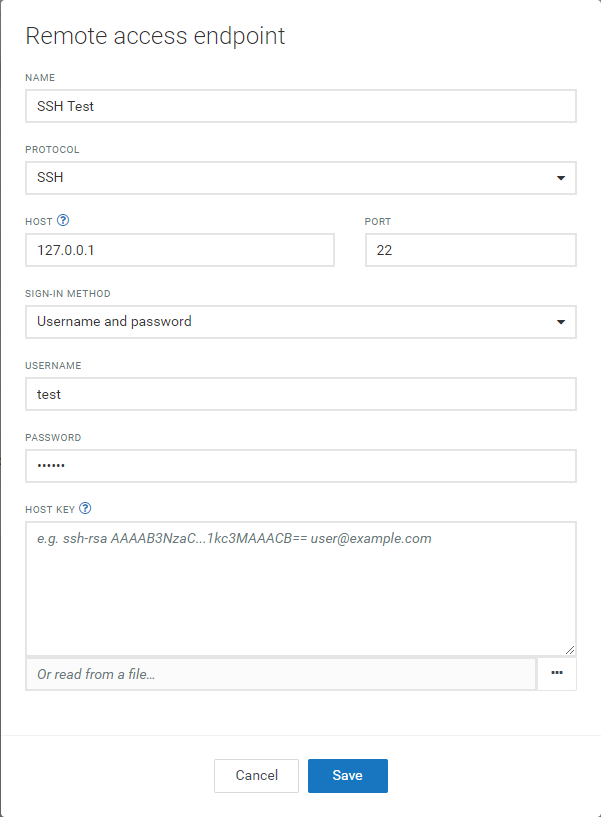 Remote access endpoint
NAME
SSH Test
PROTOCOL
SSH
HOST ?
PORT
127.0.0.1
22
SIGN-IN METHOD
Username and password
USERNAME
test
PASSWORD
••••••
HOST KEY ?
e.g. ssh-rsa AAAAB3NzaC...1kc3MAAACB== user@example.com
Or read from a file...
•••
Cancel
Save